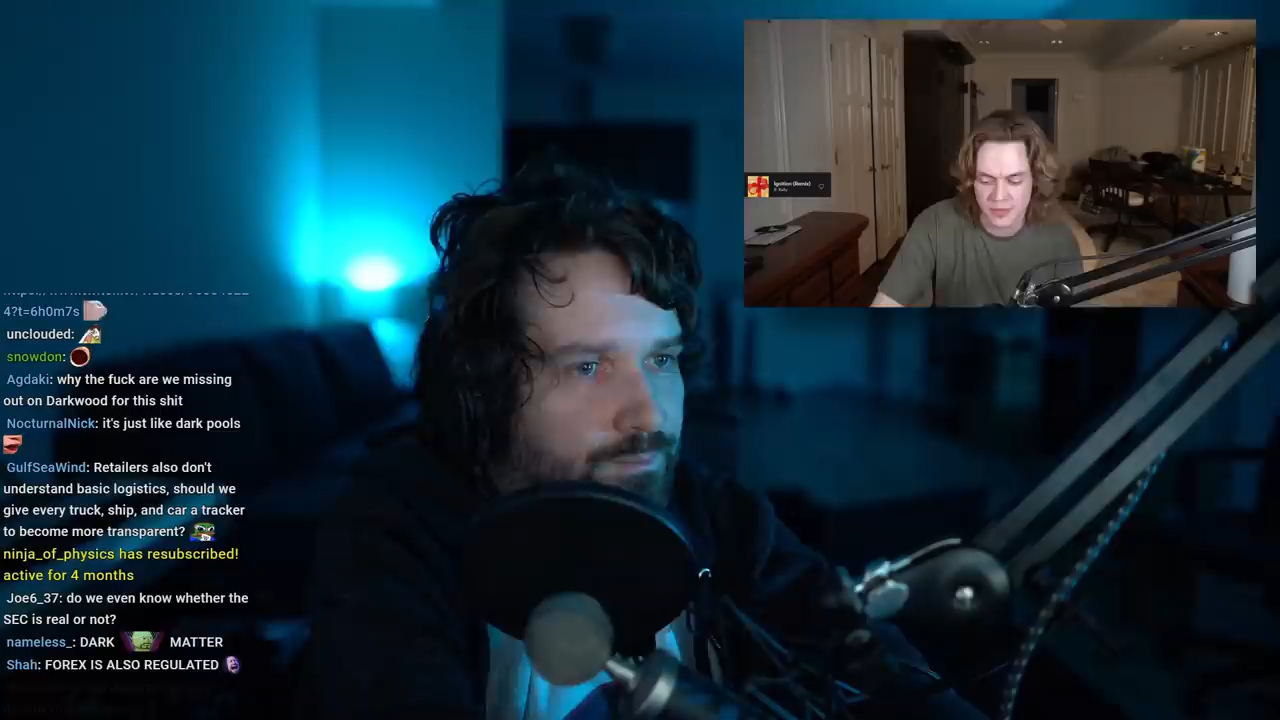 4?t=6h0m7s
unclouded:
snowdon:
Agdaki: why the fuck are we missing
out on Darkwood for this shit
NocturnalNick: it's just like dark pools
GulfSeaWind: Retailers also don't
understand basic logistics, should we
give every truck, ship, and car a tracker
to become more transparent?
ninja_of_physics has resubscribed!
active for 4 months
Joe6_37: do we even know whether the
SEC is real or not?
nameless_: DARK MATTER
Shah: FOREX IS ALSO REGULATED
Ignition (Remix)
R. Kelly